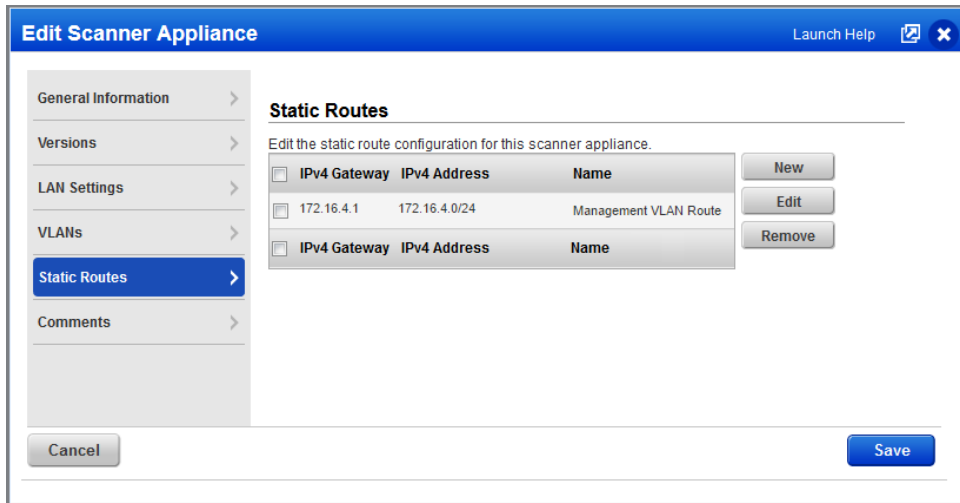 Edit Scanner Appliance
Launch Help
General Information
Versions
LAN Settings
VLANs
Static Routes
Comments
Static Routes
Edit the static route configuration for this scanner appliance.
IPv4 Gateway IPv4 Address Name
172.16.4.1 172.16.4.0/24 Management VLAN Route
IPv4 Gateway IPv4 Address Name
New
Edit
Remove
Cancel
Save